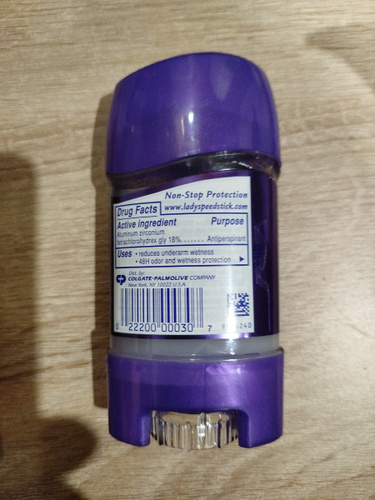 Non-Stop Protection
www.ladyspeedstick.com
Drug Facts
Active ingredient Purpose
Aluminum zirconium
tetrachlorohydrex gly 18%....... Antiperspirant
Uses • reduces underarm wetness
• 48H odor and wetness protection ▶
Dist. by:
COLGATE-PALMOLIVE COMPANY
New York, NY 10022 U.S.A.
0 22200 00030 7